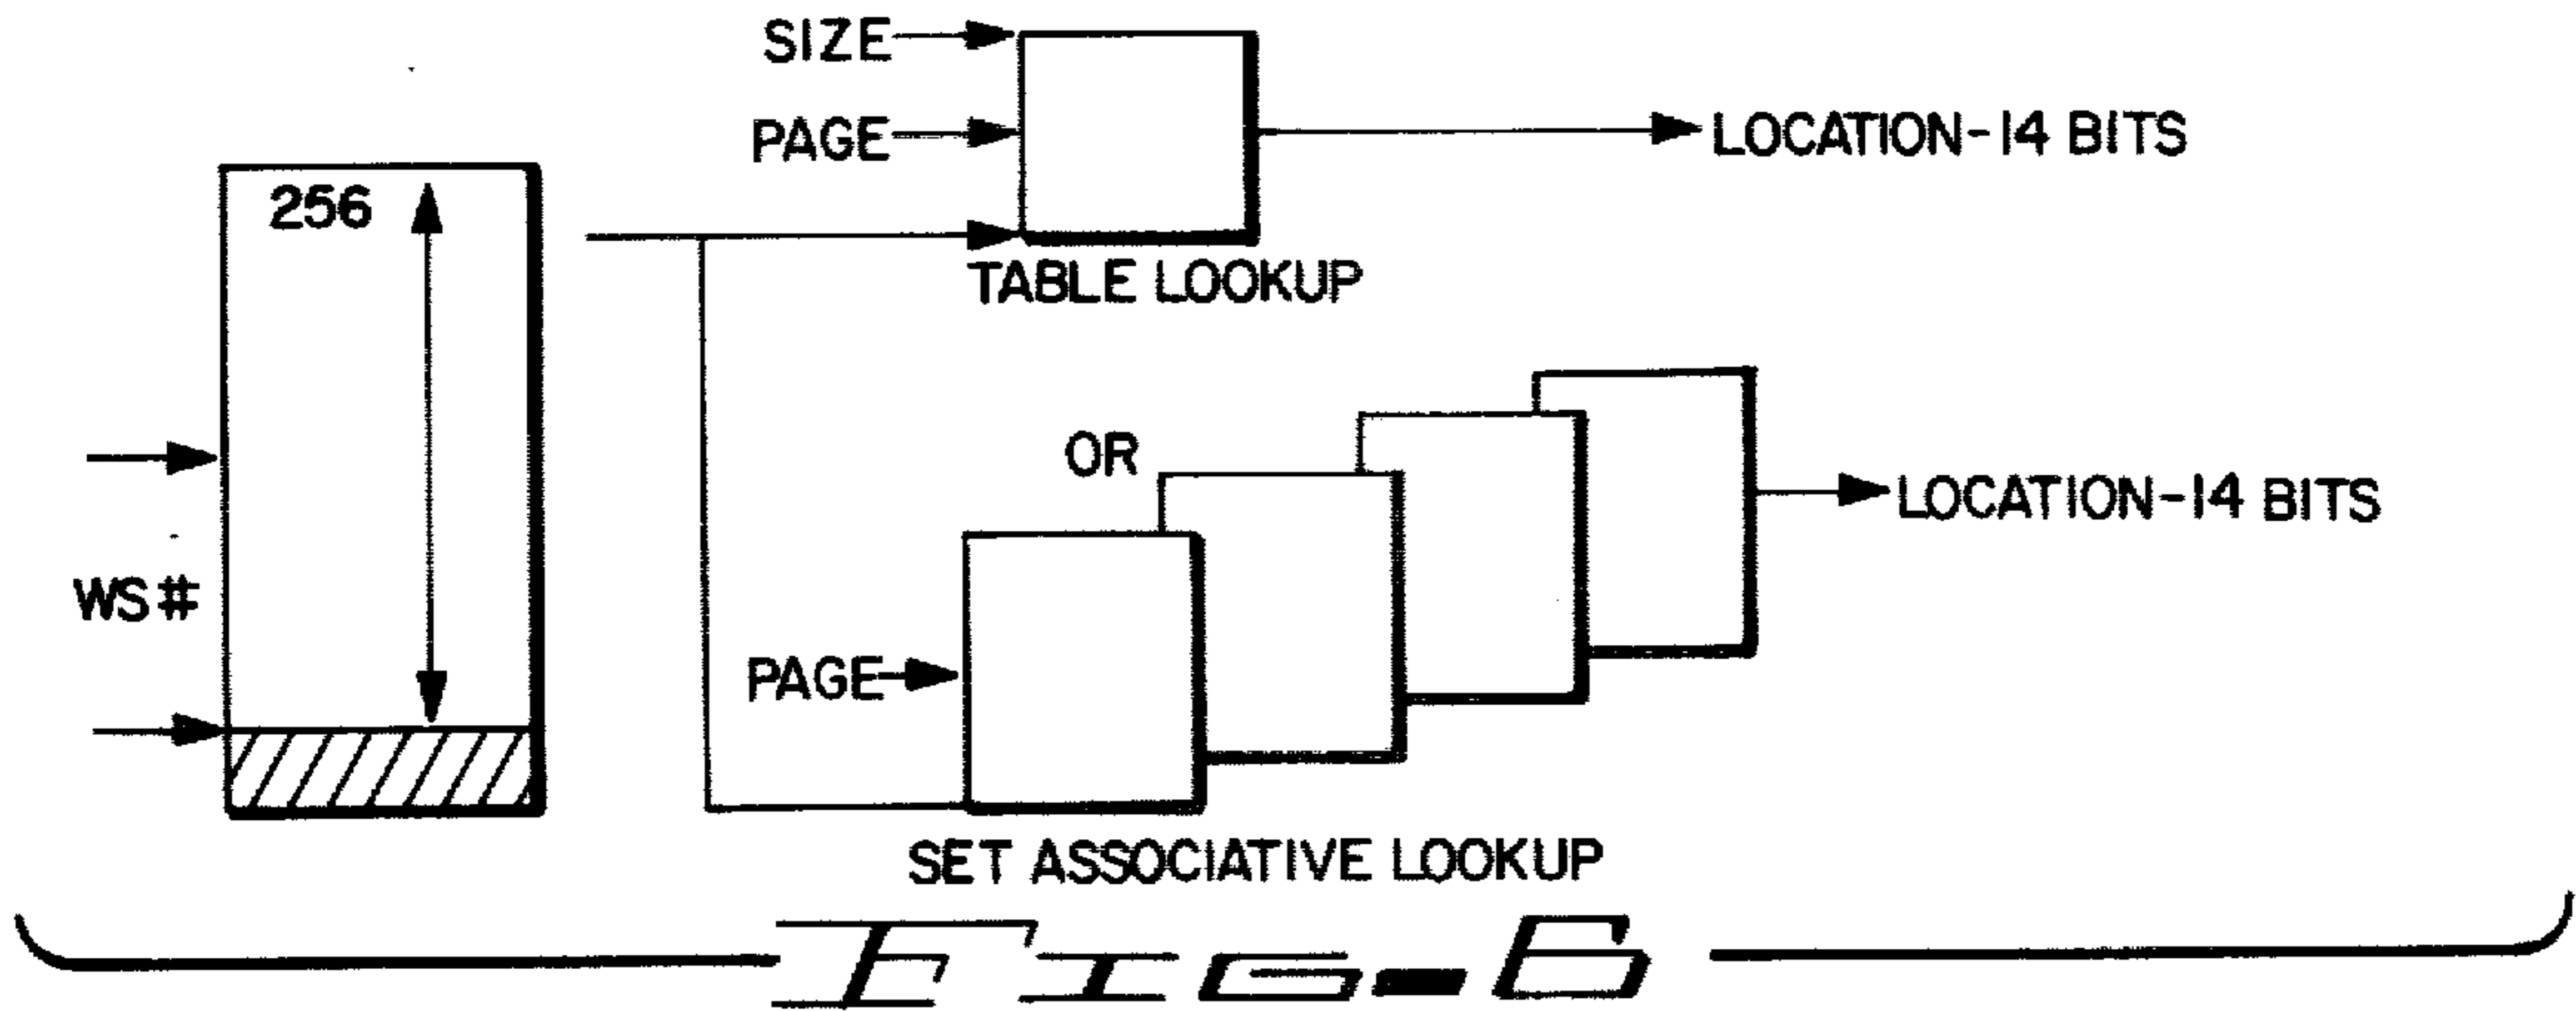 SIZE
PAGE
LOCATION-14 BITS
256
TABLE LOOKUP
OR
LOCATION-14 BITS
WS#
PAGE
SET ASSOCIATIVE LOOKUP
FIG-6